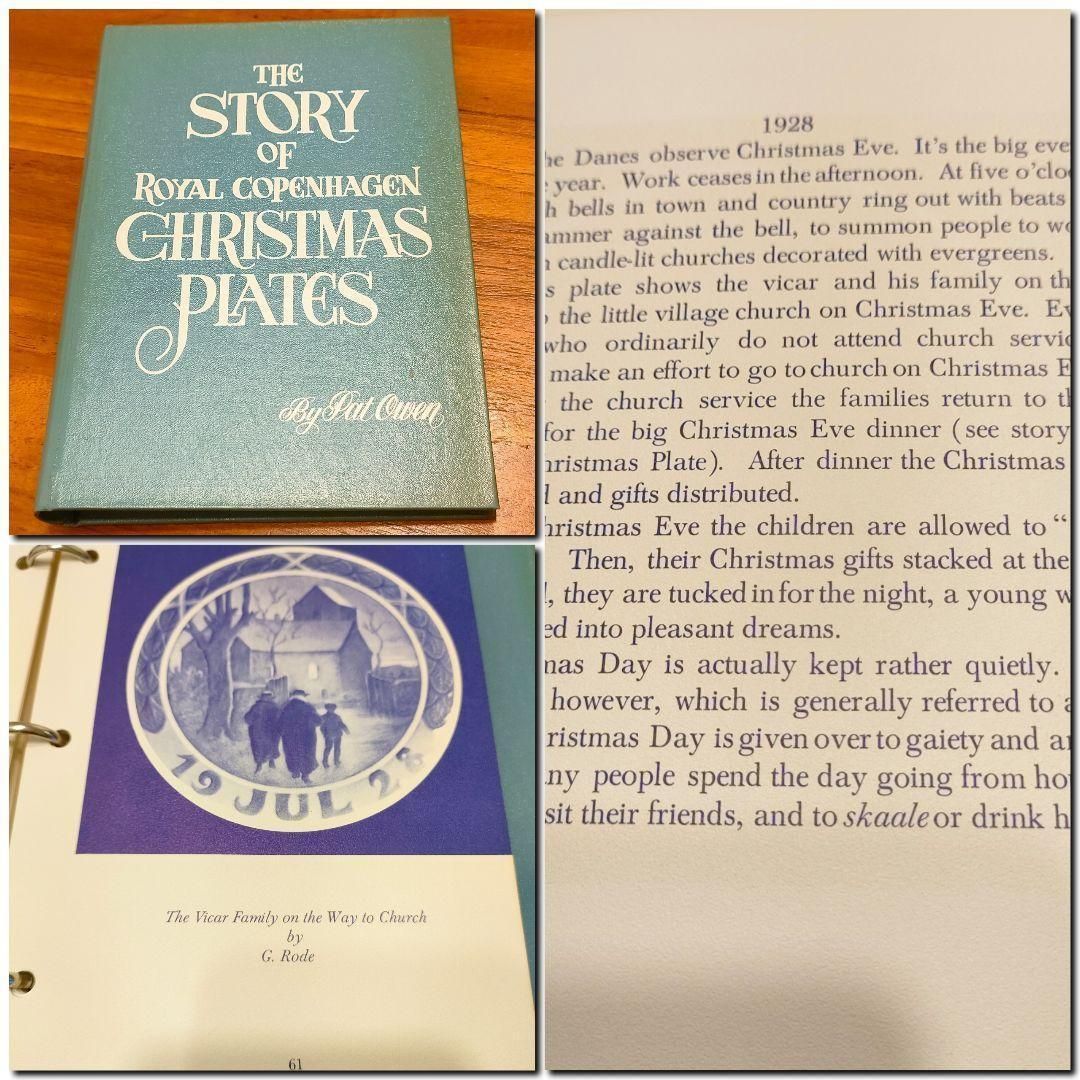 THE
STORY
OF
ROYAL COPENHAGEN
CHRISTMAS
PLATES
By Pat Owen
19 JUL 28
The Vicar Family on the Way to Church
by
G. Rode
61
1928
he Danes observe Christmas Eve. It's the big eve
year. Work ceases in the afternoon. At five o'clo
h bells in town and country ring out with beats
ammer against the bell, to summon people to wo
candle-lit churches decorated with evergreens.
s plate shows the vicar and his family on th
the little village church on Christmas Eve. Ev
who ordinarily do not attend church servic
make an effort to go to church on Christmas E
the church service the families return to th
for the big Christmas Eve dinner (see story
hristmas Plate). After dinner the Christmas
d and gifts distributed.
hristmas Eve the children are allowed to “
Then, their Christmas gifts stacked at the
, they are tucked in for the night, a young w
ed into pleasant dreams.
mas Day is actually kept rather quietly.
however, which is generally referred to a
ristmas Day is given over to gaiety and a
ny people spend the day going from ho
sit their friends, and to skaale or drink h